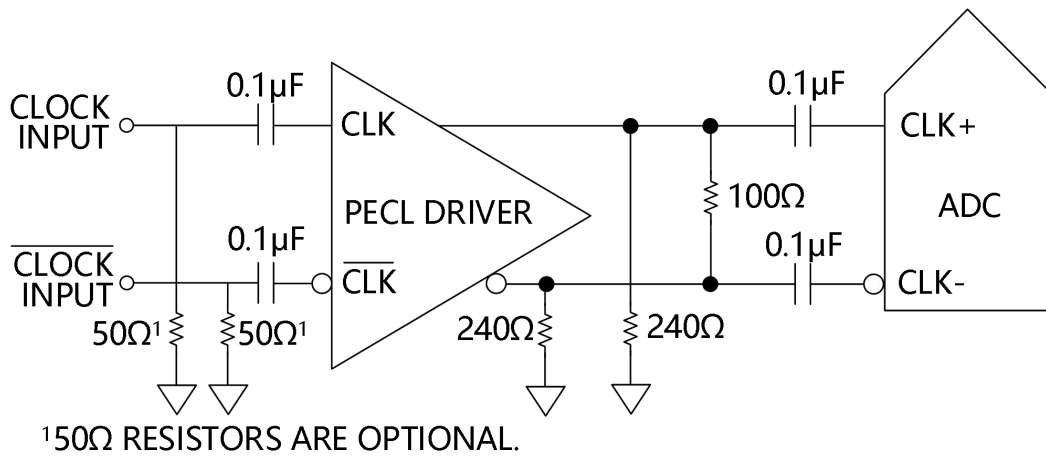 CLOCK
INPUT
0.1µF
CLK
PECL DRIVER
0.1µF
CLK+
100Ω
ADC
CLOCK
INPUT
0.1µF
CLK
0.1µF
CLK-
50Ω¹
50Ω¹
240Ω
240Ω
¹50Ω RESISTORS ARE OPTIONAL.